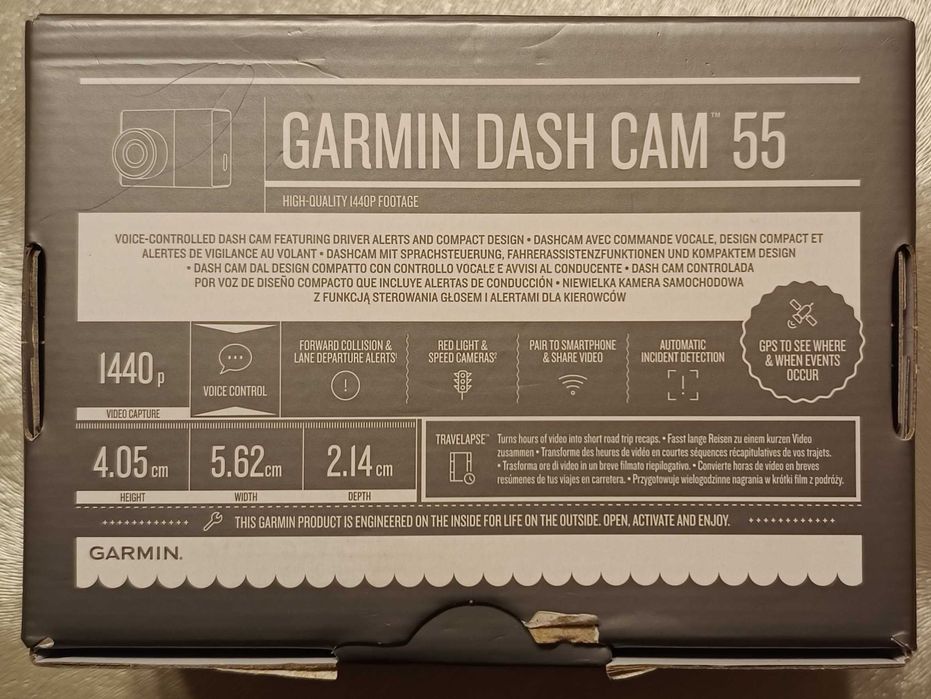 GARMIN DASH CAM™ 55
HIGH-QUALITY 1440P FOOTAGE
VOICE-CONTROLLED DASH CAM FEATURING DRIVER ALERTS AND COMPACT DESIGN • DASHCAM AVEC COMMANDE VOCALE, DESIGN COMPACT ET
ALERTES DE VIGILANCE AU VOLANT • DASHCAM MIT SPRACHSTEUERUNG, FAHRERASSISTENZFUNKTIONEN UND KOMPAKTEM DESIGN
• DASH CAM DAL DESIGN COMPATTO CON CONTROLLO VOCALE E AVVISI AL CONDUCENTE • DASH CAM CONTROLADA
POR VOZ DE DISEÑO COMPACTO QUE INCLUYE ALERTAS DE CONDUCCIÓN • NIEWIELKA KAMERA SAMOCHODOWA
Z FUNKCJĄ STEROWANIA GŁOSEM I ALERTAMI DLA KIEROWCÓW
GPS TO SEE WHERE
& WHEN EVENTS
OCCUR
1440p
VIDEO CAPTURE
VOICE CONTROL
FORWARD COLLISION &
LANE DEPARTURE ALERTS¹
RED LIGHT &
SPEED CAMERAS²
PAIR TO SMARTPHONE
& SHARE VIDEO
AUTOMATIC
INCIDENT DETECTION
4.05 cm
HEIGHT
5.62 cm
WIDTH
2.14 cm
DEPTH
TRAVELAPSE™
Turns hours of video into short road trip recaps. • Fasst lange Reisen zu einem kurzen Video
zusammen • Transforme des heures de vidéo en courtes séquences récapitulatives de vos trajets.
• Trasforma ore di video in un breve filmato riepilogativo. • Convierte horas de vídeo en breves
resúmenes de tus viajes en carretera. • Przygotowuje wielogodzinne nagrania w krótki film z podróży.
THIS GARMIN PRODUCT IS ENGINEERED ON THE INSIDE FOR LIFE ON THE OUTSIDE. OPEN, ACTIVATE AND ENJOY.
GARMIN®